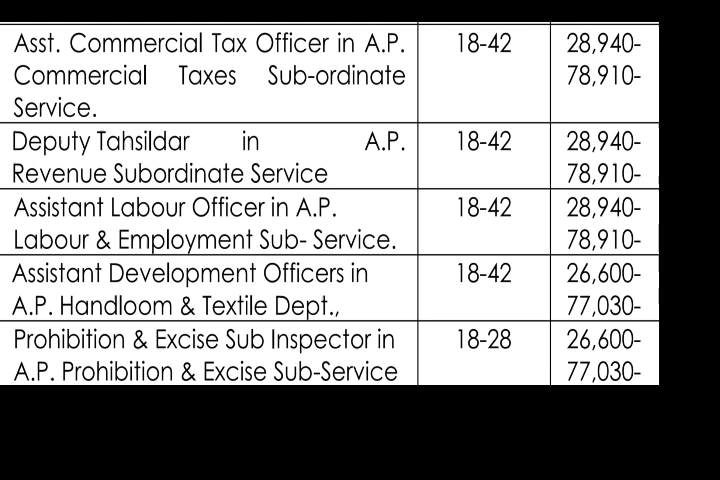 Asst. Commercial Tax Officer in A.P. 18-42 28,940-
Commercial Taxes Sub-ordinate 78,910-
Service.
Deputy Tahsildar in A.P. 18-42 28,940-
Revenue Subordinate Service 78,910-
Assistant Labour Officer in A.P. 18-42 28,940-
Labour & Employment Sub- Service. 78,910-
Assistant Development Officers in 18-42 26,600-
A.P. Handloom & Textile Dept., 77,030-
Prohibition & Excise Sub Inspector in 18-28 26,600-
A.P. Prohibition & Excise Sub-Service 77,030-